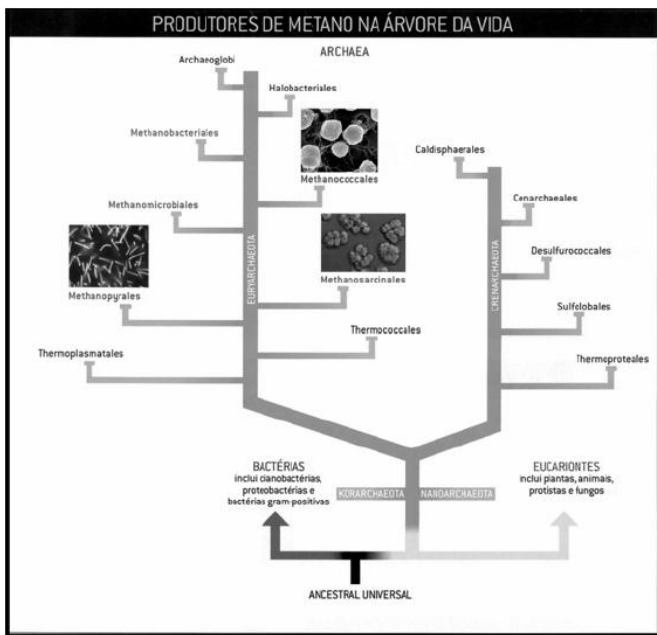 PRODUTORES DE METANO NA ÁRVORE DA VIDA
ARCHAEA
Archaeoglobi
Halobacteriales
Methanobacteriales
Methanococcales
Caldisphaerales
Cenarchaeales
Methanomicrobiales
EURYARCHAEOTA
CRENARCHAEOTA
Desulfurococcales
Methanosarcinales
Methanopyrales
Sulfolobales
Thermococcales
Thermoplasmatales
Thermoproteales
BACTÉRIAS
inclui cianobactérias,
proteobactérias e
bactérias gram-positivas
KORARCHAEOTA
NANOARCHAEOTA
EUCARIONTES
inclui plantas, animais,
protistas e fungos
ANCESTRAL UNIVERSAL